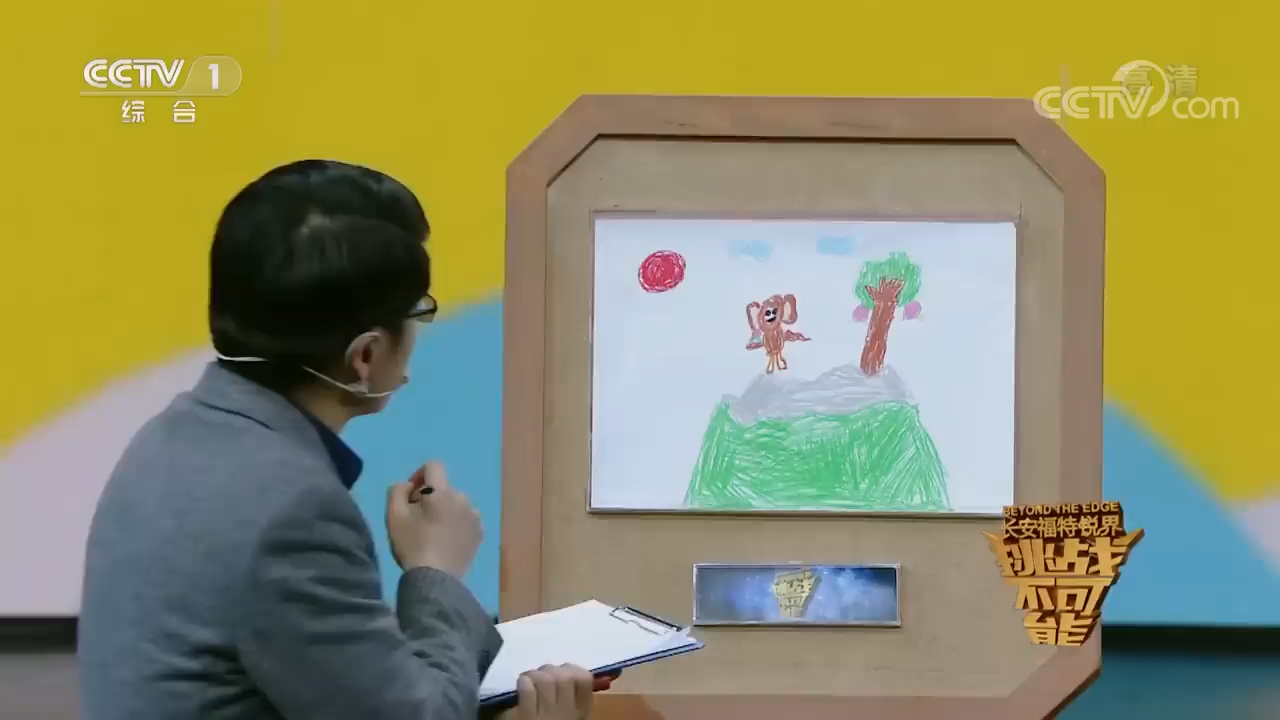 CCTV 1
综合
高清
CCTV.com
BEYOND THE EDGE
长安福特锐界
挑战
不可
能